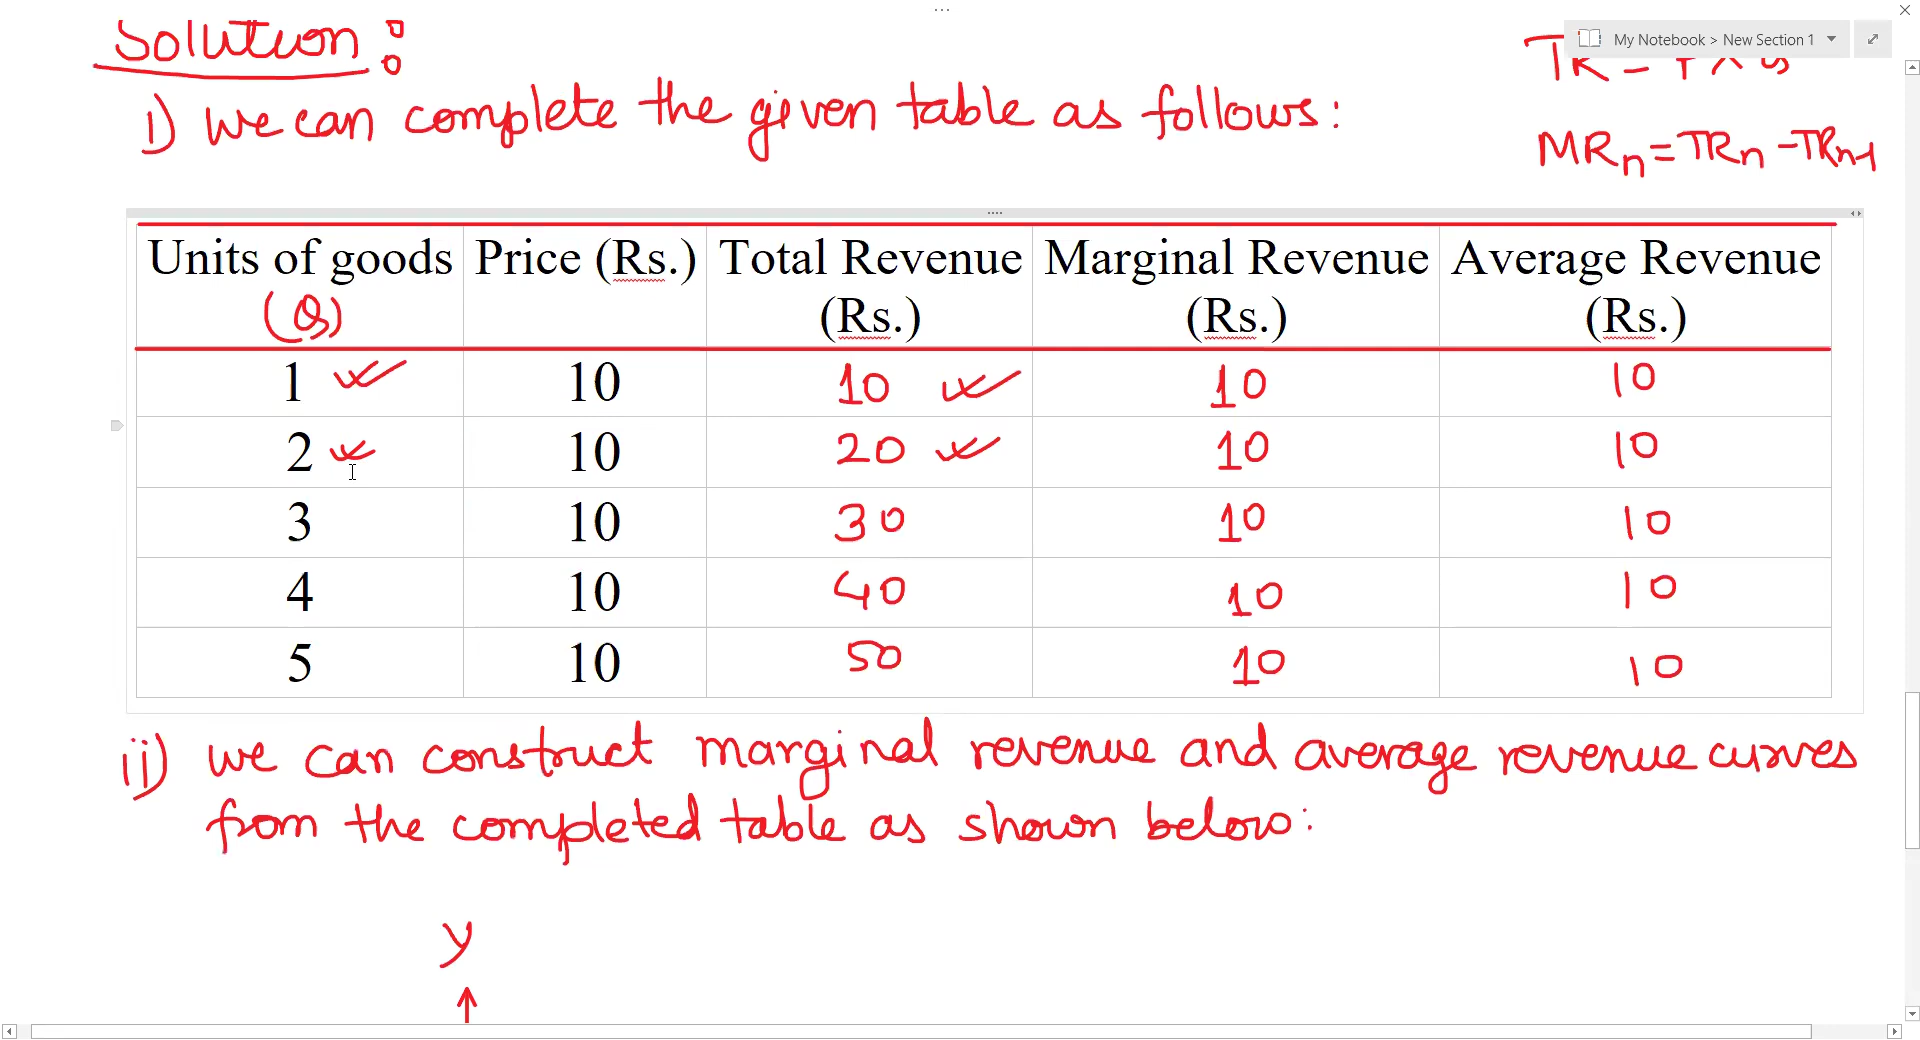 Solution:
My Notebook > New Section 1
TR = P × Q
i) We can complete the given table as follows:
MRn = TRn - TRn-1
Units of goods (Q) Price (Rs.) Total Revenue (Rs.) Marginal Revenue (Rs.) Average Revenue (Rs.)
1 10 10 10 10
2 10 20 10 10
3 10 30 10 10
4 10 40 10 10
5 10 50 10 10
ii) we can construct marginal revenue and average revenue curves
from the completed table as shown below:
y